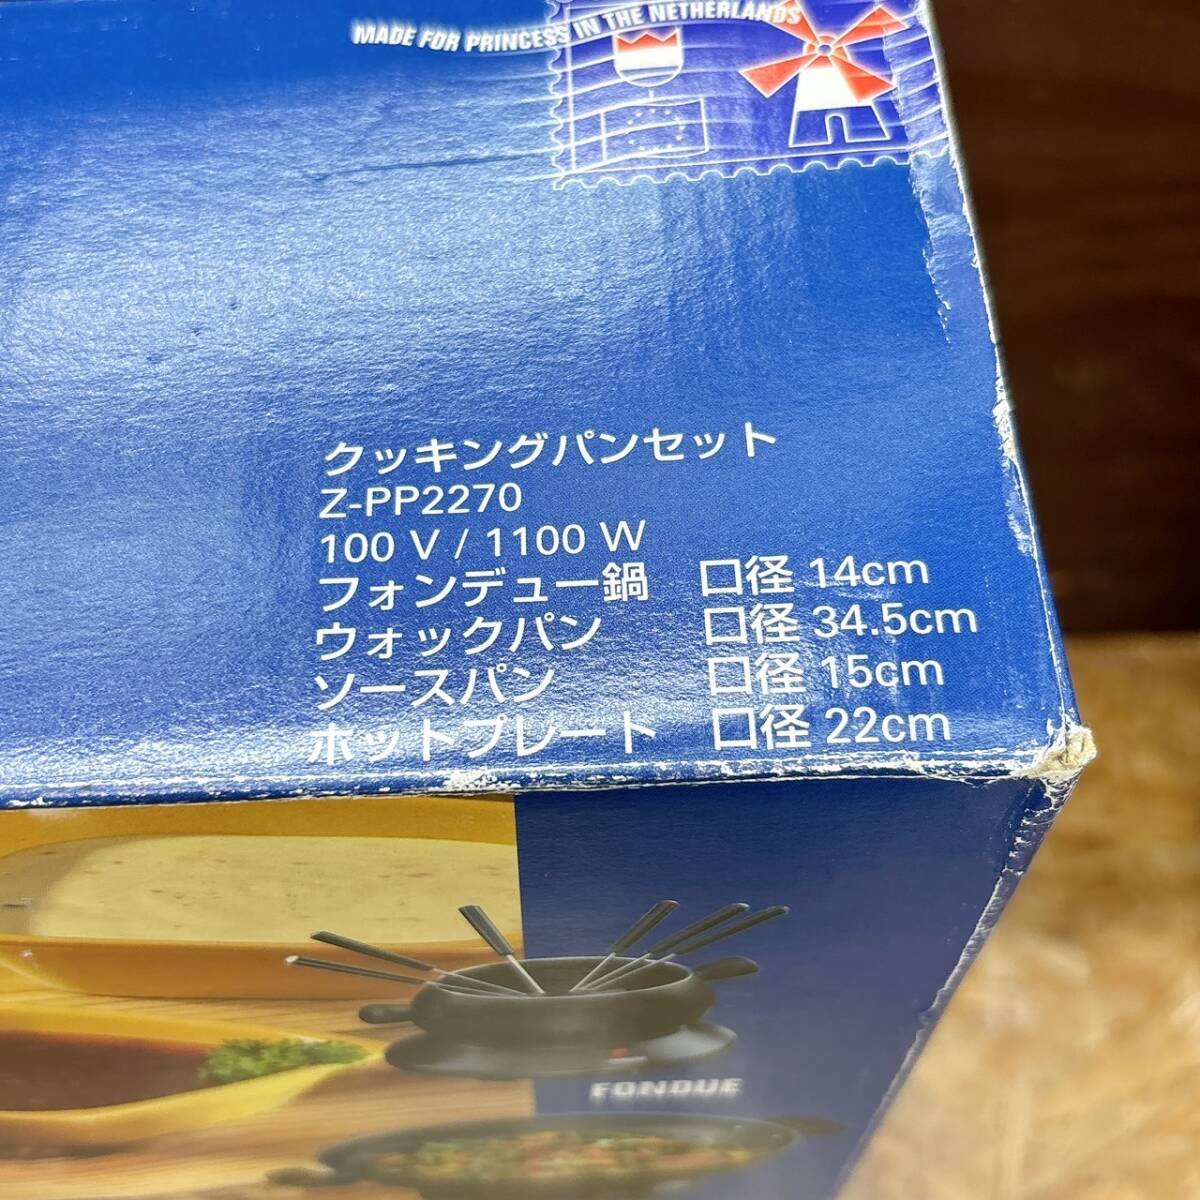 MADE FOR PRINCESS IN THE NETHERLANDS
クッキングパンセット
Z-PP2270
100 V / 1100 W
フォンデュー鍋 口径 14cm
ウォックパン 口径 34.5cm
ソースパン 口径 15cm
ホットプレート 口径 22cm
FONDUE